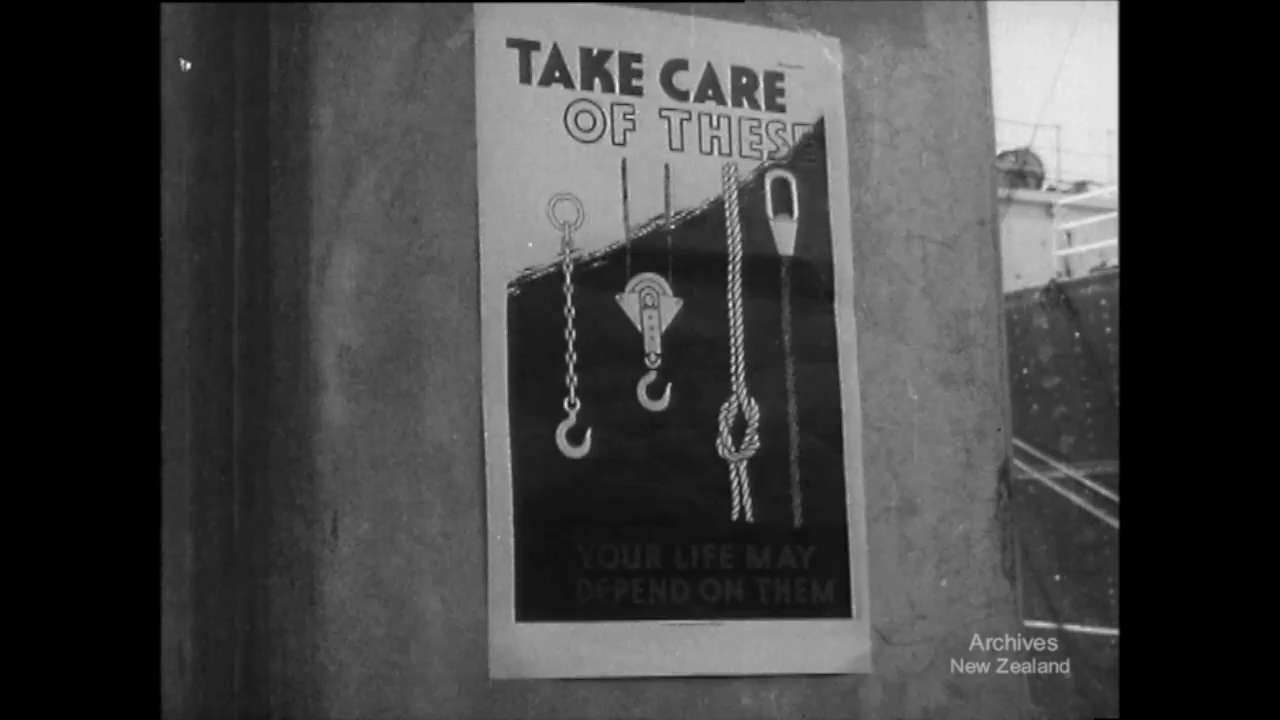 TAKE CARE
OF THESE
YOUR LIFE MAY
DEPEND ON THEM
Archives
New Zealand